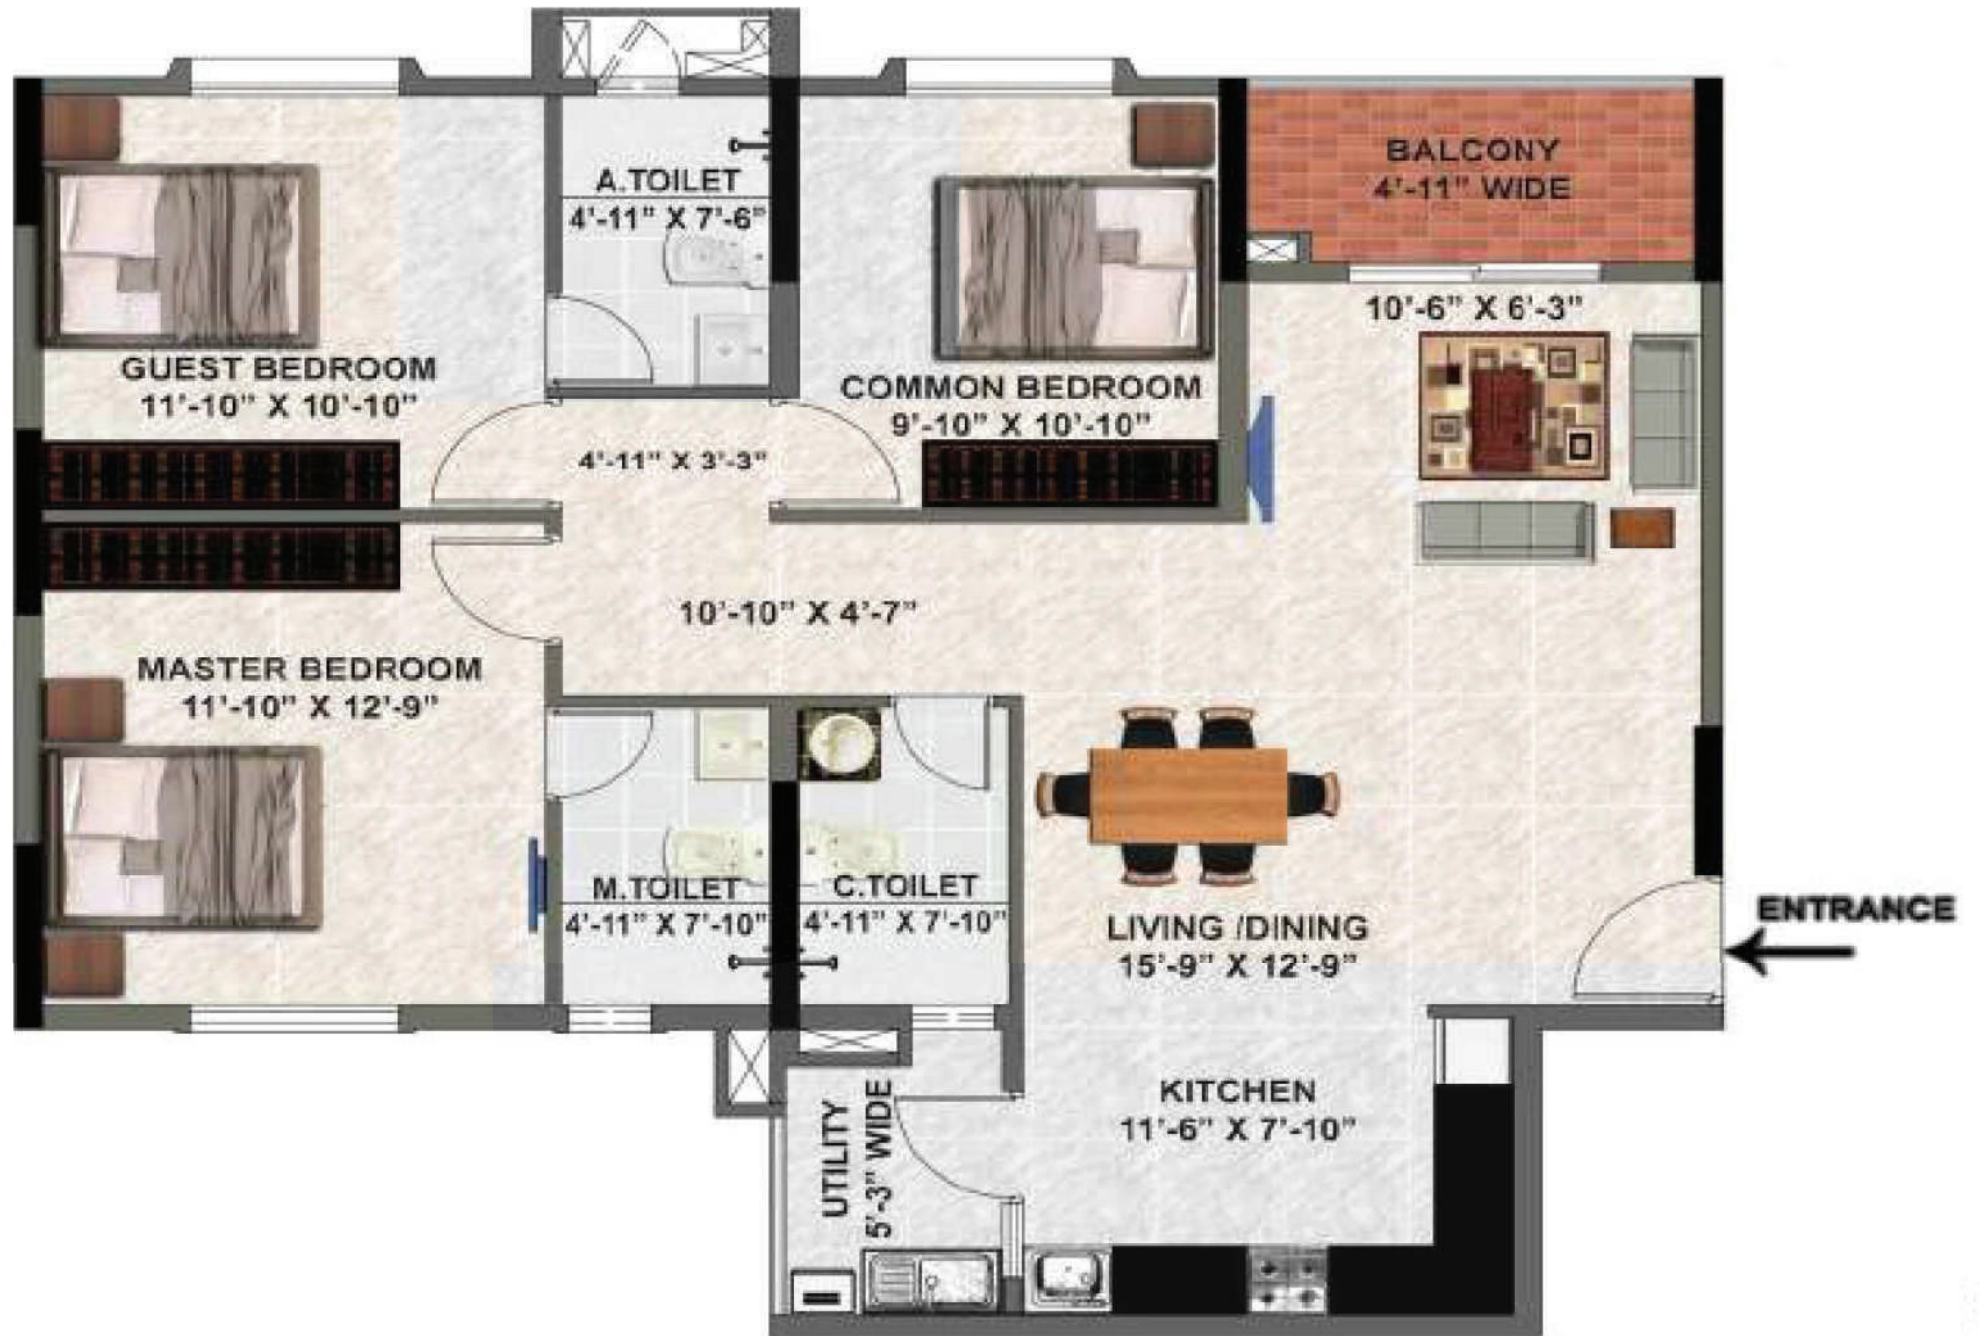 A.TOILET
4'-11" X 7'-6"
BALCONY
4'-11" WIDE
10'-6" X 6'-3"
GUEST BEDROOM
11'-10" X 10'-10"
COMMON BEDROOM
9'-10" X 10'-10"
4'-11" X 3'-3"
10'-10" X 4'-7"
MASTER BEDROOM
11'-10" X 12'-9"
M.TOILET
4'-11" X 7'-10"
C.TOILET
4'-11" X 7'-10"
LIVING /DINING
15'-9" X 12'-9"
ENTRANCE
KITCHEN
11'-6" X 7'-10"
UTILITY
5'-3" WIDE